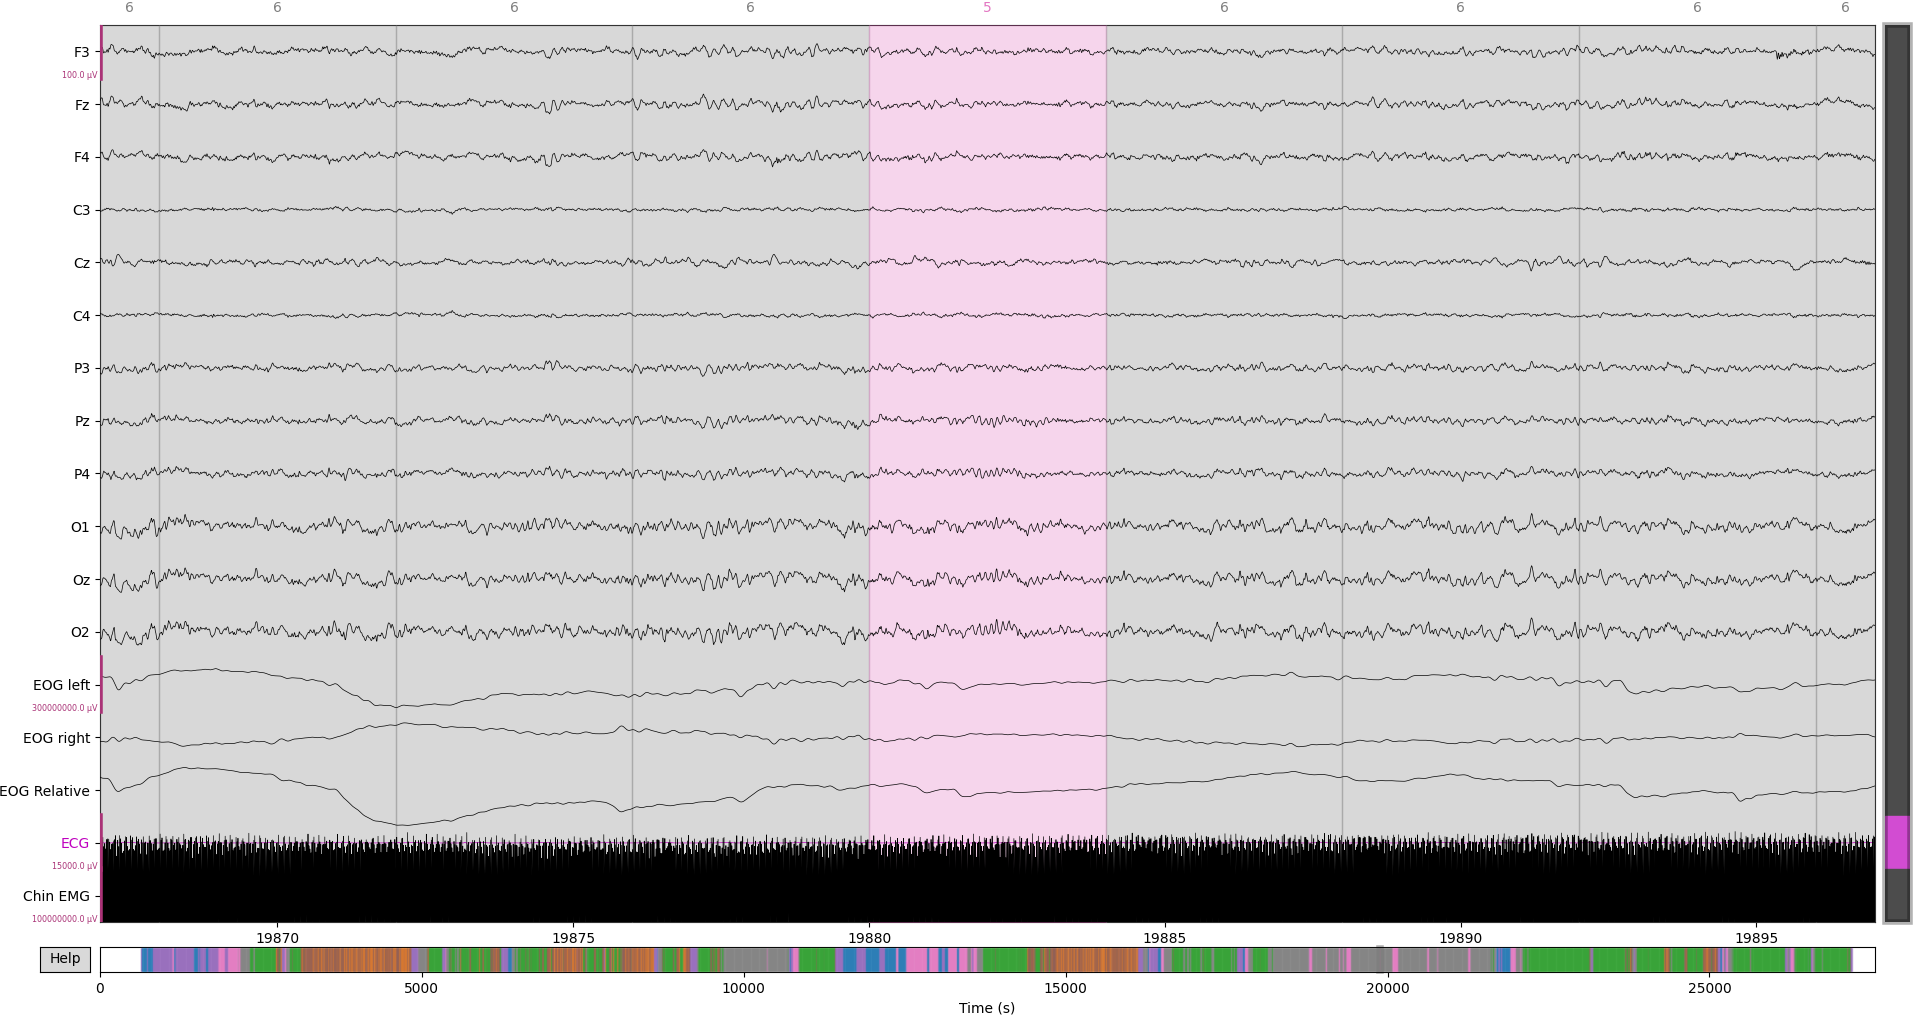 6 6 6 6 5 6 6 6 6
F3
100.0 µV
Fz
F4
C3
Cz
C4
P3
Pz
P4
O1
Oz
O2
EOG left
300000000.0 µV
EOG right
EOG Relative
ECG
15000.0 µV
Chin EMG
100000000.0 µV
19870 19875 19880 19885 19890 19895
Help
0 5000 10000 15000 20000 25000
Time (s)